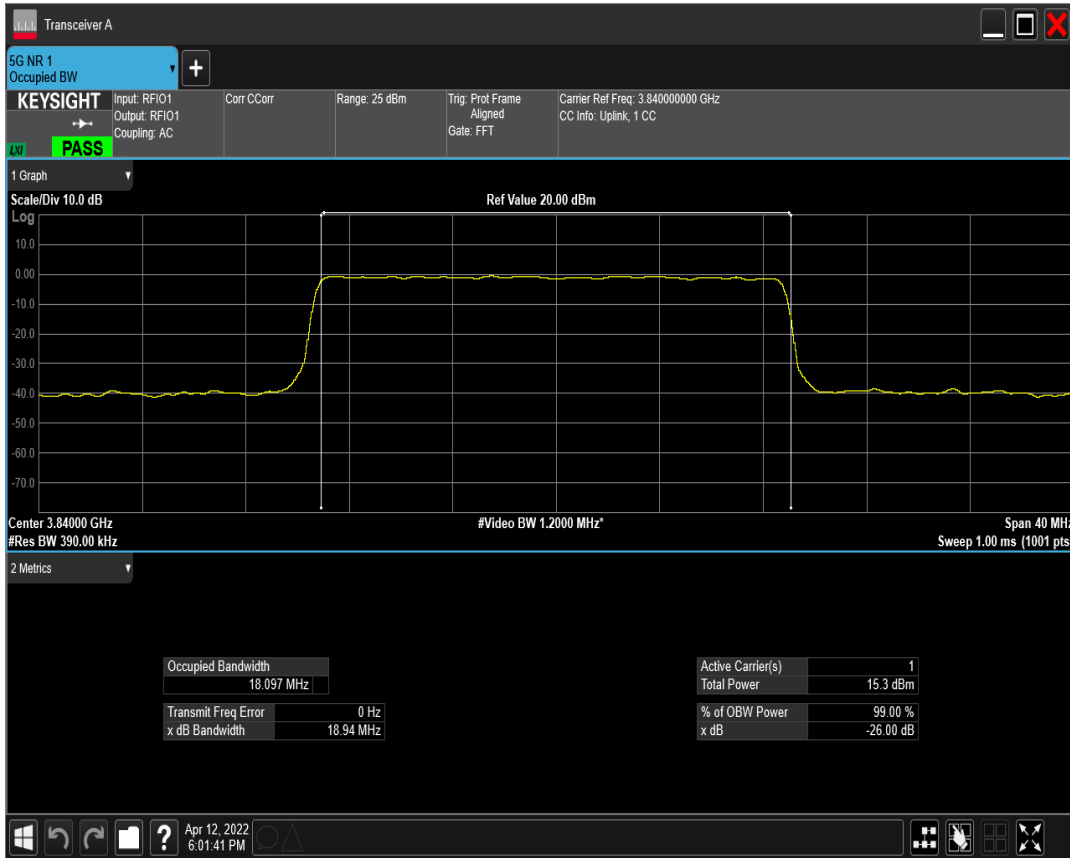 Transceiver A
5G NR 1
Occupied BW
+
KEYSIGHT
LXI
PASS
Input: RFIO1
Output: RFIO1
Coupling: AC
Corr CCorr
Range: 25 dBm
Trig: Prot Frame
Aligned
Gate: FFT
Carrier Ref Freq: 3.840000000 GHz
CC Info: Uplink, 1 CC
1 Graph
Scale/Div 10.0 dB
Ref Value 20.00 dBm
Log
10.0
0.00
-10.0
-20.0
-30.0
-40.0
-50.0
-60.0
-70.0
Center 3.84000 GHz
#Video BW 1.2000 MHz*
Span 40 MHz
#Res BW 390.00 kHz
Sweep 1.00 ms (1001 pts
2 Metrics
Occupied Bandwidth
18.097 MHz
Transmit Freq Error 0 Hz
x dB Bandwidth 18.94 MHz
Active Carrier(s) 1
Total Power 15.3 dBm
% of OBW Power 99.00 %
x dB -26.00 dB
?
Apr 12, 2022
6:01:41 PM